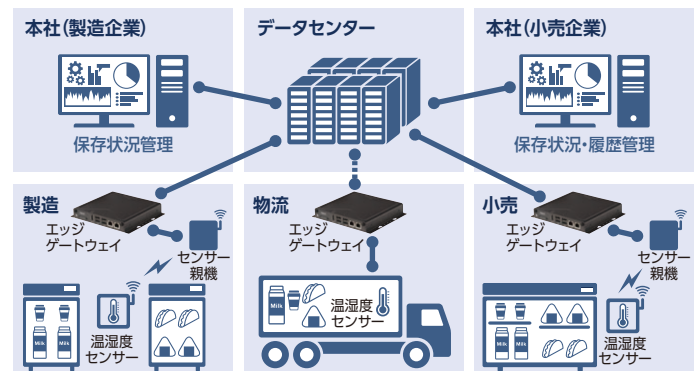 本社(製造企業)
保存状況管理
データセンター
本社(小売企業)
保存状況・履歴管理
製造
エッジ
ゲートウェイ
センサー
親機
温湿度
センサー
Milk
Milk
物流
エッジ
ゲートウェイ
Milk
温湿度
センサー
小売
エッジ
ゲートウェイ
センサー
親機
Milk
Milk
温湿度
センサー